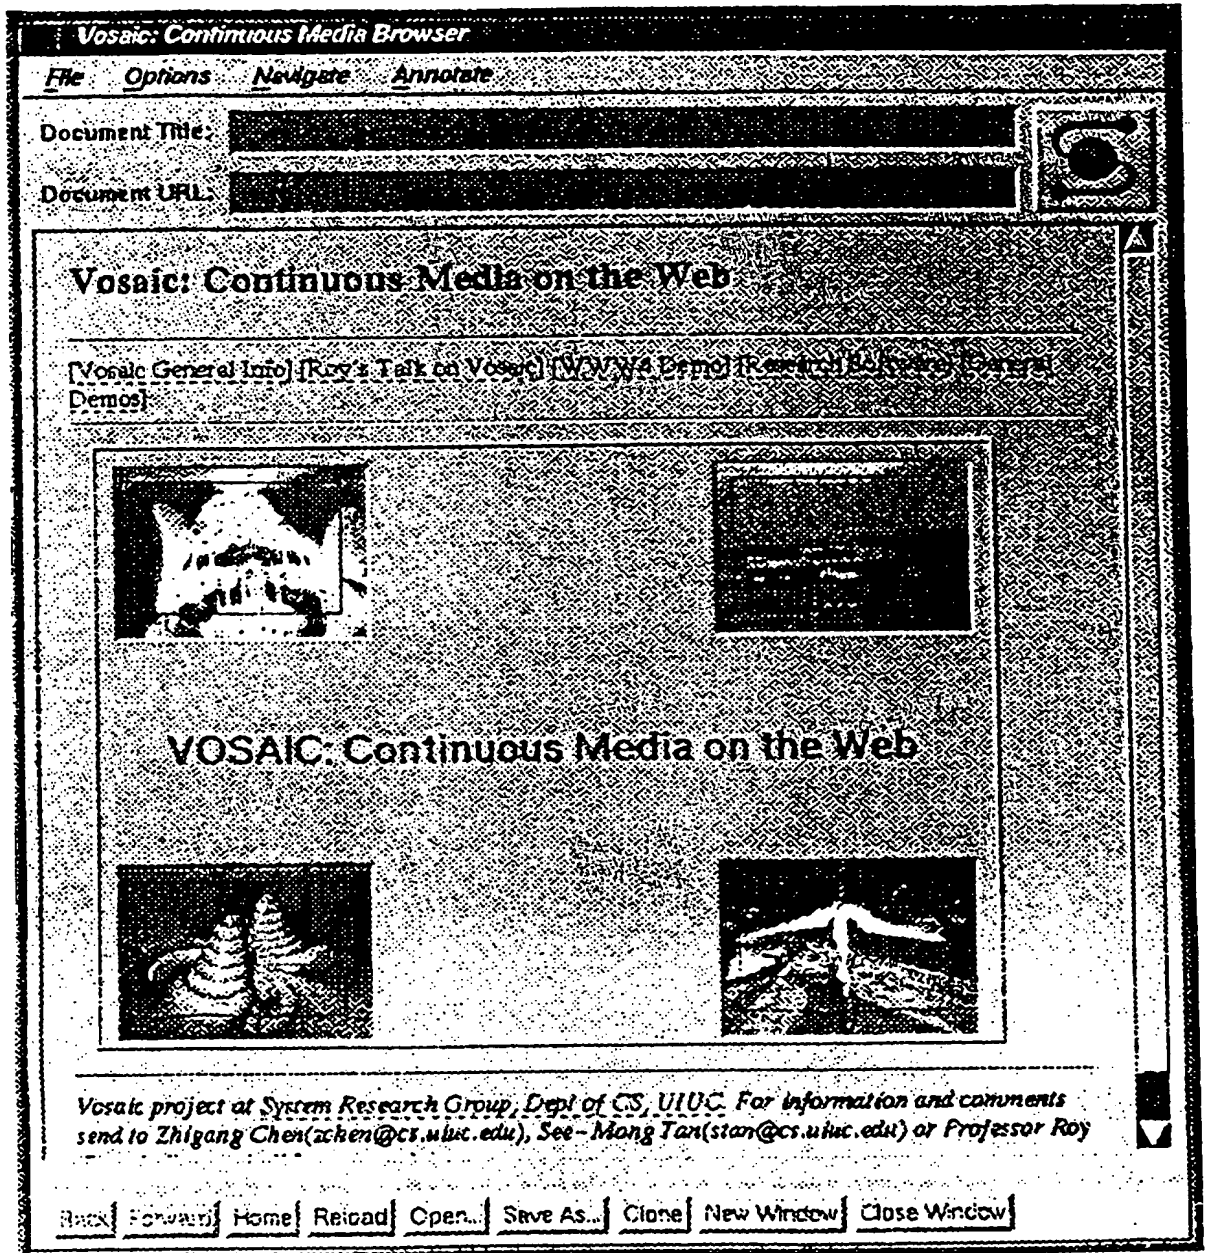 Vosaic: Continuous Media Browser
File Options Navigate Annotate
Document Title:
Document URL:
Vosaic: Continuous Media on the Web
[Vosaic General Info] [Roy's Talk on Vosaic] [WWW4 Demo] [Research Software] [General
Demos]
VOSAIC: Continuous Media on the Web
Vosaic project at System Research Group, Dept of CS, UIUC. For information and comments
send to Zhigang Chen(zchen@cs.uiuc.edu), See-Mong Tan(stan@cs.uiuc.edu) or Professor Roy
Back Forward Home Reload Open... Save As... Clone New Window Close Window